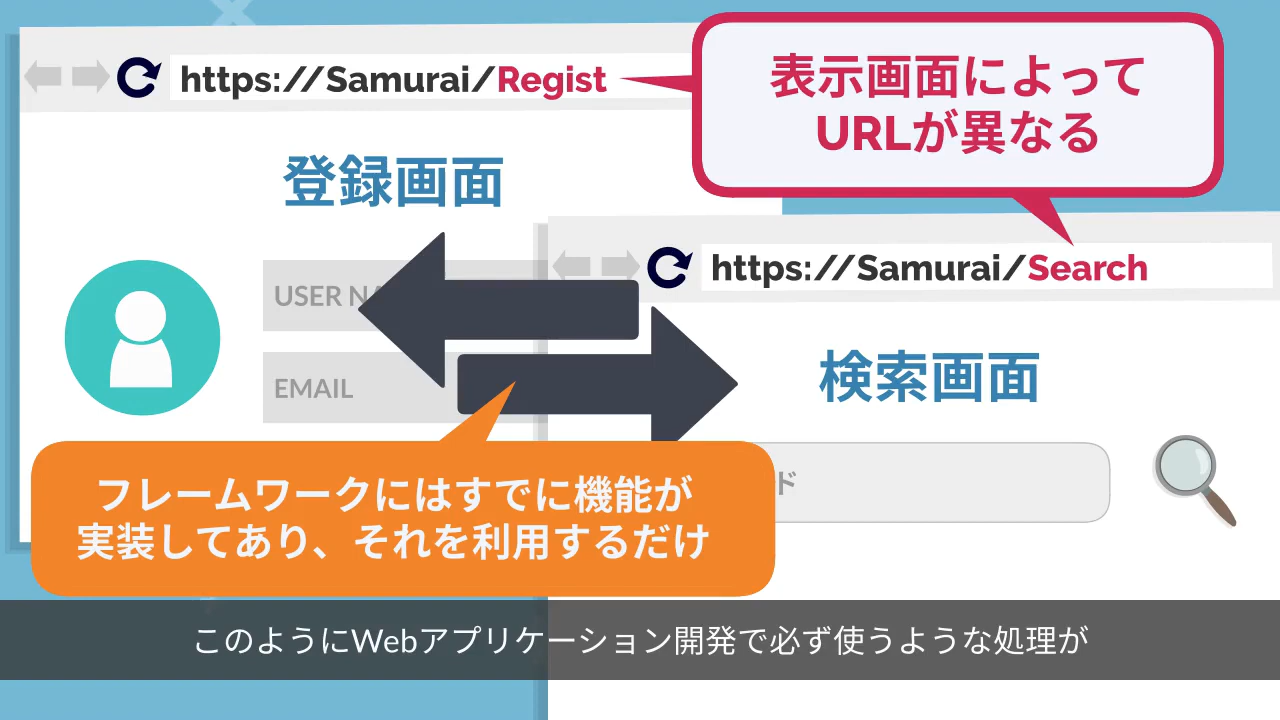 https://Samurai/Regist
表示画面によって
URLが異なる
登録画面
https://Samurai/Search
USER
EMAIL
検索画面
フレームワークにはすでに機能が
実装してあり、それを利用するだけ
このようにWebアプリケーション開発で必ず使うような処理が